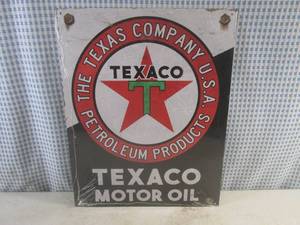 THE TEXAS COMPANY U.S.A.
TEXACO
T
PETROLEUM PRODUCTS
TEXACO
MOTOR OIL